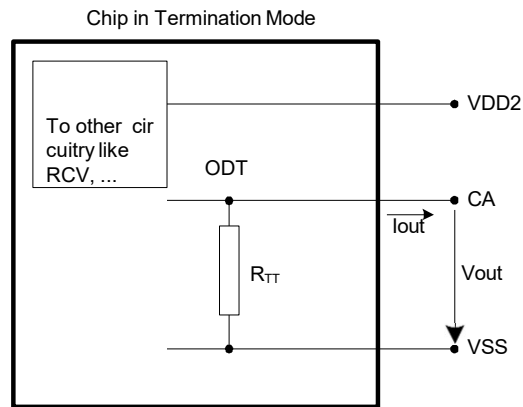 Chip in Termination Mode
VDD2
To other cir
cuitry like
RCV, ...
ODT
CA
Iout
RTT
Vout
VSS